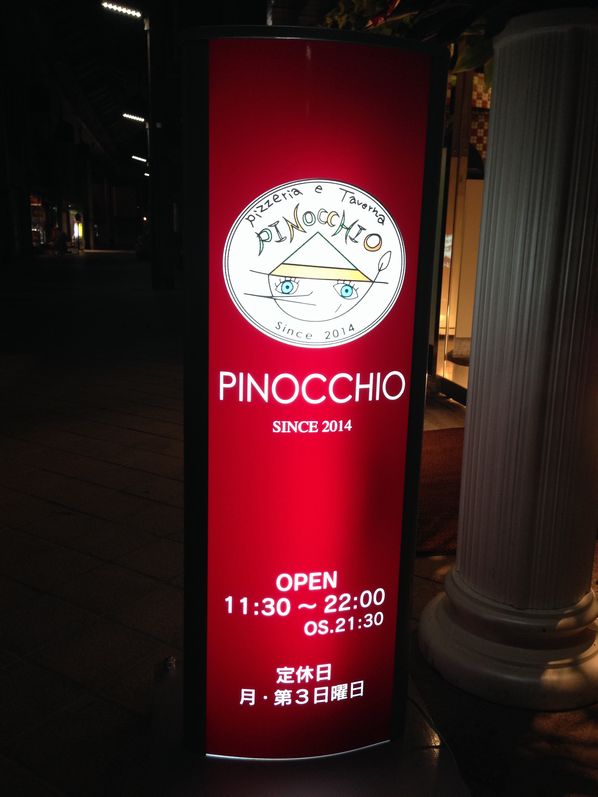 pizzeria e Taverna
PINOCCHIO
Since 2014
PINOCCHIO
SINCE 2014
OPEN
11:30 ～ 22:00
OS.21:30
定休日
月・第3日曜日